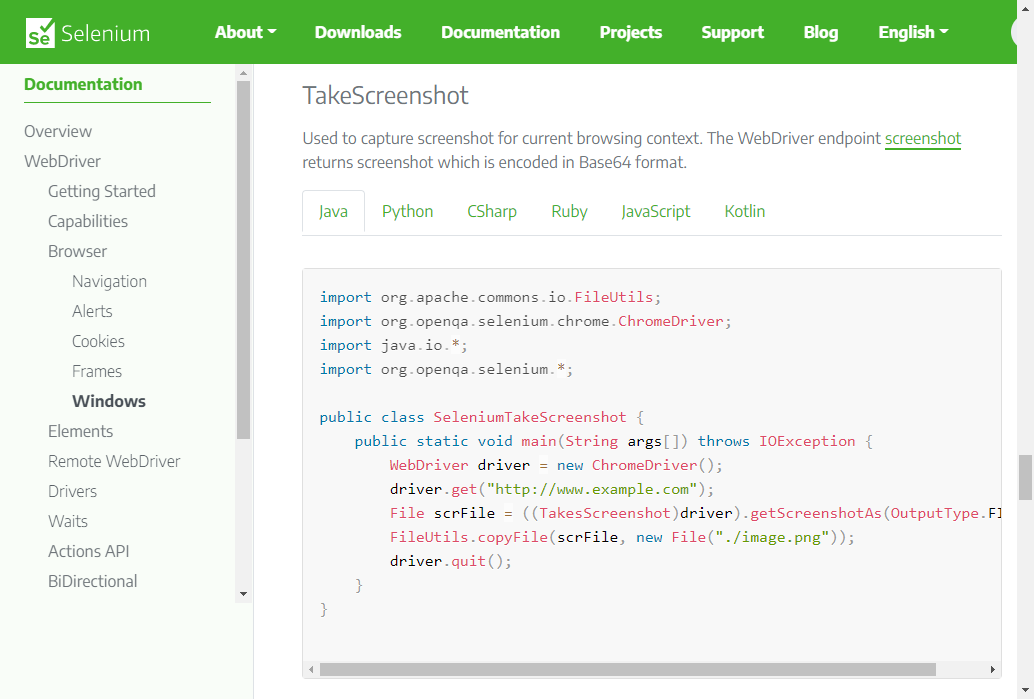 Se Selenium About Downloads Documentation Projects Support Blog English
Documentation
Overview
WebDriver
Getting Started
Capabilities
Browser
Navigation
Alerts
Cookies
Frames
Windows
Elements
Remote WebDriver
Drivers
Waits
Actions API
BiDirectional
TakeScreenshot
Used to capture screenshot for current browsing context. The WebDriver endpoint screenshot
returns screenshot which is encoded in Base64 format.
Java Python CSharp Ruby JavaScript Kotlin
import org.apache.commons.io.FileUtils;
import org.openqa.selenium.chrome.ChromeDriver;
import java.io.*;
import org.openqa.selenium.*;
public class SeleniumTakeScreenshot {
public static void main(String args[]) throws IOException {
WebDriver driver = new ChromeDriver();
driver.get("http://www.example.com");
File scrFile = ((TakesScreenshot)driver).getScreenshotAs(OutputType.FI
FileUtils.copyFile(scrFile, new File("./image.png"));
driver.quit();
}
}